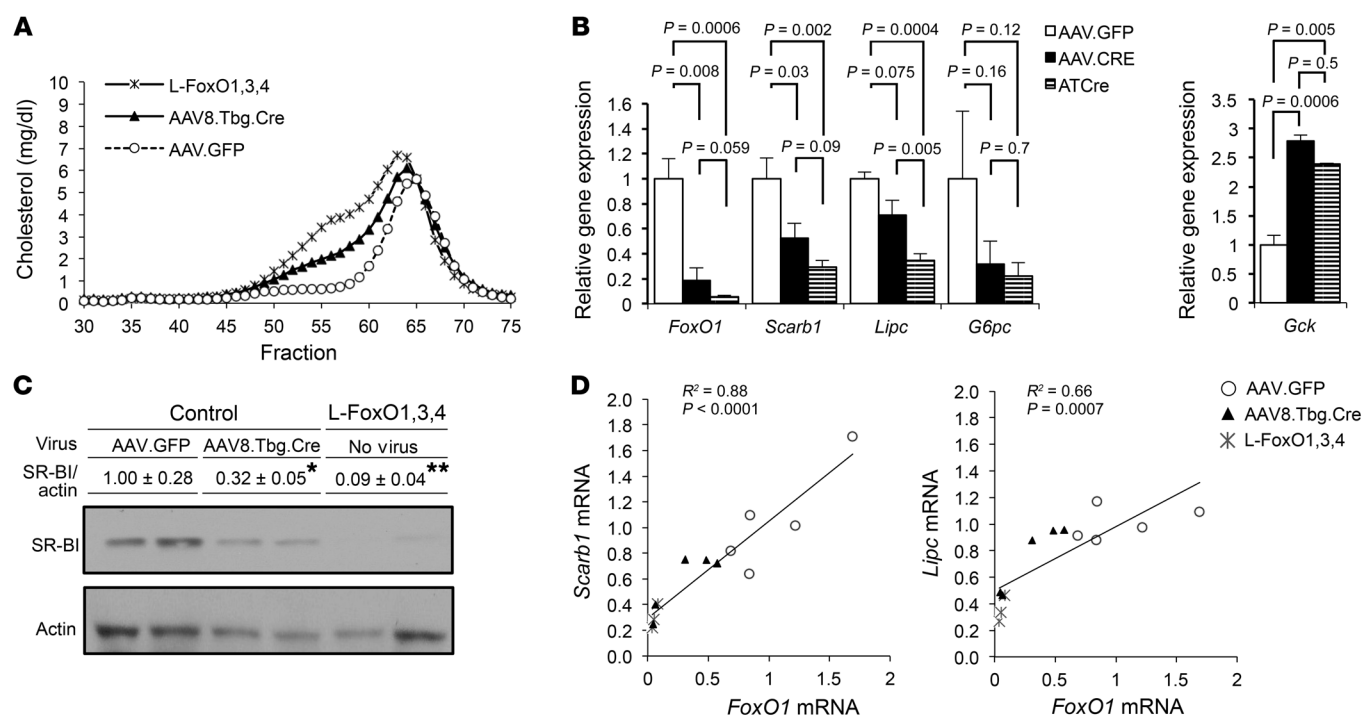 A
Cholesterol (mg/dl)
10
9
8
7
6
5
4
3
2
1
0
L-FoxO1,3,4
AAV8.Tbg.Cre
AAV.GFP
30 35 40 45 50 55 60 65 70 75
Fraction
B
P = 0.0006 P = 0.002 P = 0.0004 P = 0.12
P = 0.008 P = 0.03 P = 0.075 P = 0.16
P = 0.059 P = 0.09 P = 0.005 P = 0.7
AAV.GFP
AAV.CRE
ATCre
Relative gene expression
1.6
1.4
1.2
1
0.8
0.6
0.4
0.2
0
FoxO1 Scarb1 Lipc G6pc
P = 0.005
P = 0.5
P = 0.0006
Relative gene expression
3.5
3
2.5
2
1.5
1
0.5
0
Gck
C
Control L-FoxO1,3,4
Virus AAV.GFP AAV8.Tbg.Cre No virus
SR-BI/
actin 1.00 ± 0.28 0.32 ± 0.05* 0.09 ± 0.04**
SR-BI
Actin
D
R² = 0.88
P < 0.0001
Scarb1 mRNA
2.0
1.8
1.6
1.4
1.2
1.0
0.8
0.6
0.4
0.2
0.0
0 0.5 1 1.5 2
FoxO1 mRNA
R² = 0.66
P = 0.0007
Lipc mRNA
2.0
1.8
1.6
1.4
1.2
1.0
0.8
0.6
0.4
0.2
0.0
0 0.5 1 1.5 2
FoxO1 mRNA
AAV.GFP
AAV8.Tbg.Cre
L-FoxO1,3,4